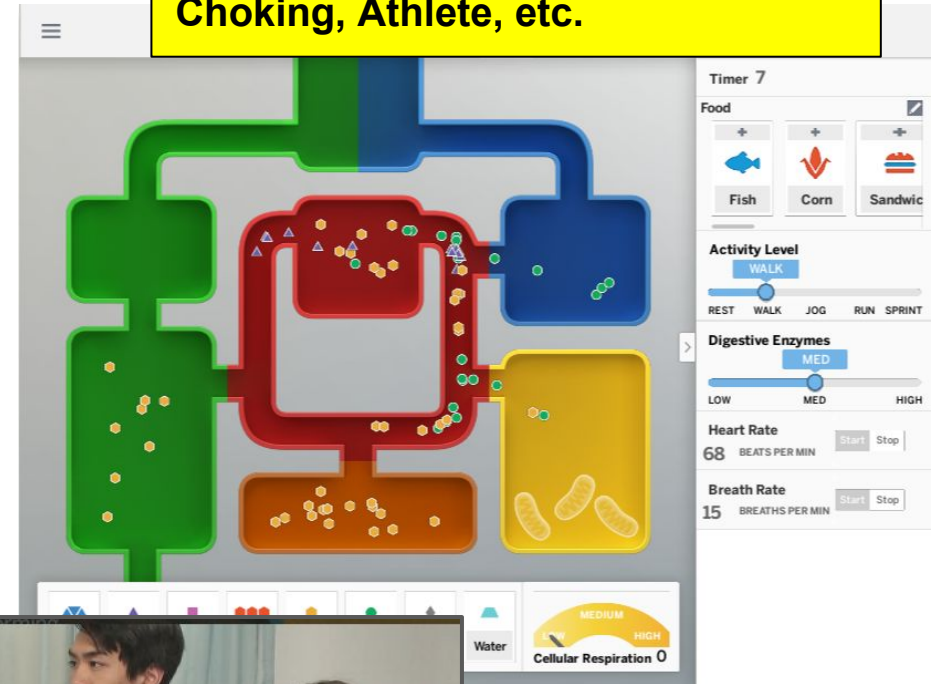 Choking, Athlete, etc.
Timer 7
Food
Fish
Corn
Sandwic
Activity Level
WALK
REST WALK JOG RUN SPRINT
Digestive Enzymes
MED
LOW MED HIGH
Heart Rate
68 BEATS PER MIN
Start Stop
Breath Rate
15 BREATHS PER MIN
Start Stop
Water
LOW MEDIUM HIGH
Cellular Respiration 0